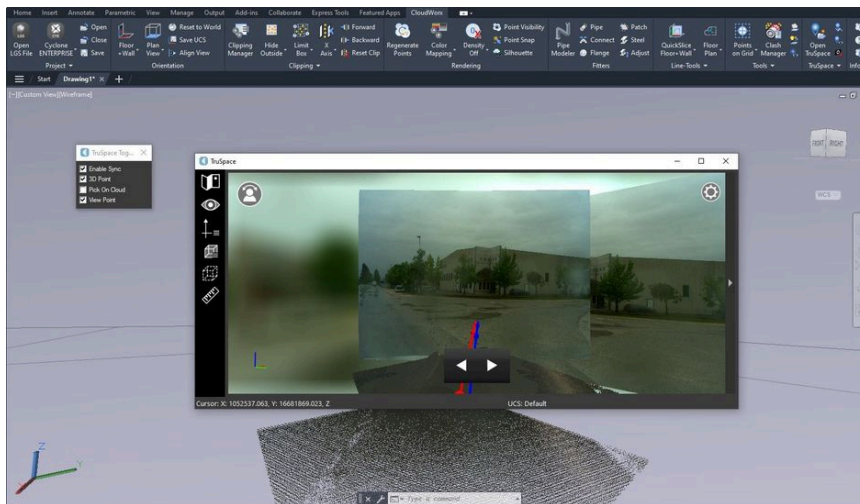 Home Insert Annotate Parametric View Manage Output Add-ins Collaborate Express Tools Featured Apps CloudWorx
Open LGS File
Cyclone ENTERPRISE
Open
Close
Save
Project
Floor +Wall
Plan View
Reset to World
Save UCS
Align View
Orientation
Clipping Manager
Hide Outside
Limit Box
X Axis
Forward
Backward
Reset Clip
Clipping
Regenerate Points
Color Mapping
Density Off
Point Visibility
Point Snap
Silhouette
Rendering
Pipe Modeler
Pipe
Connect
Flange
Patch
Steel
Adjust
Fitters
QuickSlice Floor+Wall
Floor Plan
Line-Tools
Points on Grid
Clash Manager
Tools
Open TruSpace
TruSpace
Start Drawing1*
[−][Custom View][Wireframe]
FRONT RIGHT
WCS
TruSpace Tog...
Enable Sync
3D Point
Pick On Cloud
View Point
TruSpace
Cursor: X: 1052537.063, Y: 16681869.023, Z
UCS: Default
Z
Y
Type a command